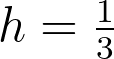 h = 1/3